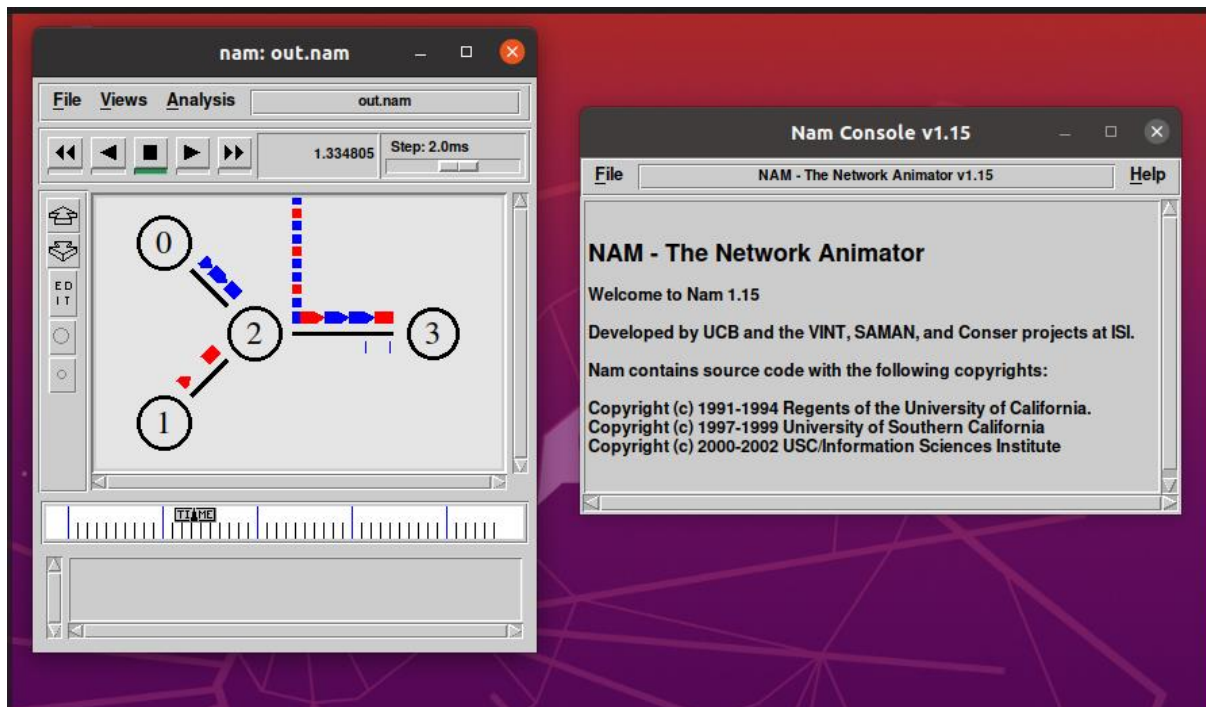 nam: out.nam
File Views Analysis out.nam
1.334805 Step: 2.0ms
ED
IT
0
2
3
1
TIME
Nam Console v1.15
File NAM - The Network Animator v1.15 Help
NAM - The Network Animator
Welcome to Nam 1.15
Developed by UCB and the VINT, SAMAN, and Conser projects at ISI.
Nam contains source code with the following copyrights:
Copyright (c) 1991-1994 Regents of the University of California.
Copyright (c) 1997-1999 University of Southern California
Copyright (c) 2000-2002 USC/Information Sciences Institute